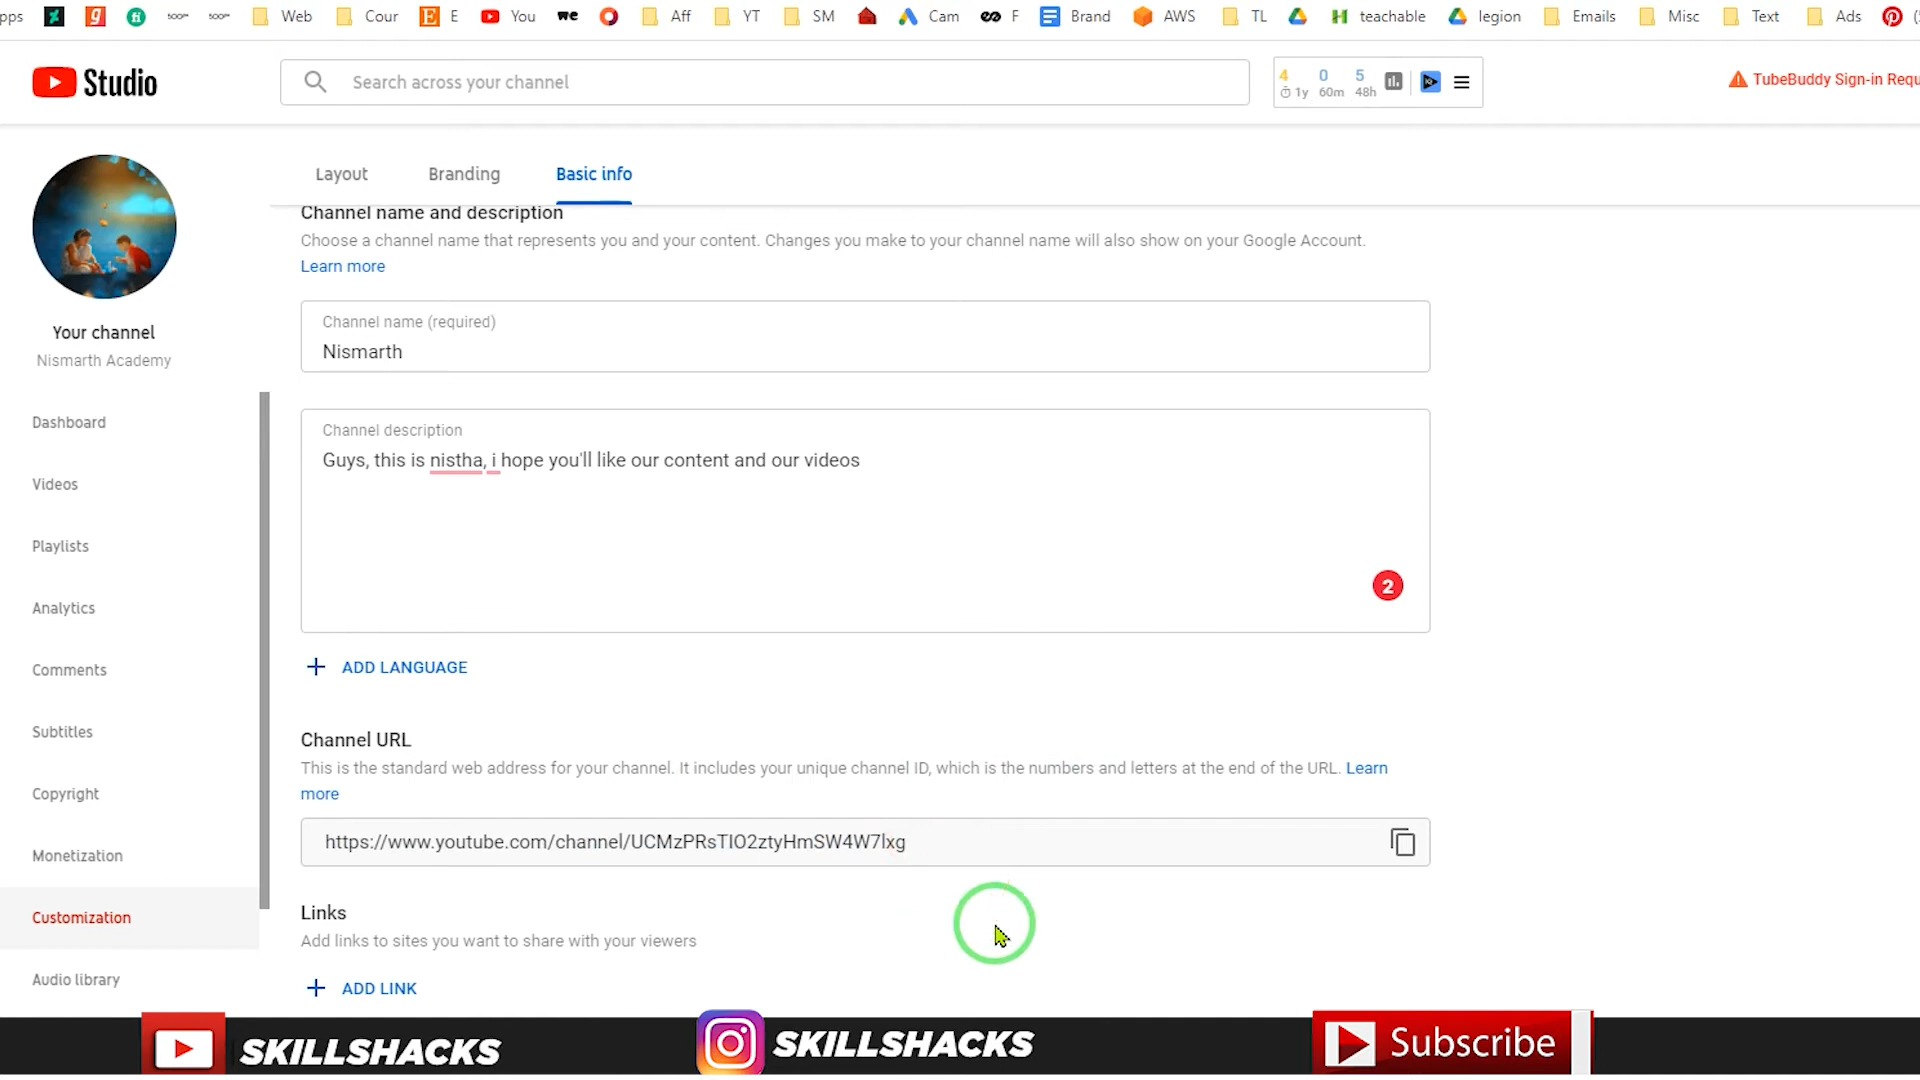 pps
Web
Cour
E
You
we
Aff
YT
SM
Cam
F
Brand
AWS
TL
teachable
legion
Emails
Misc
Text
Ads
Studio
Search across your channel
4 0 5
1y 60m 48h
TubeBuddy Sign-in Requ
Layout
Branding
Basic info
Channel name and description
Choose a channel name that represents you and your content. Changes you make to your channel name will also show on your Google Account.
Learn more
Channel name (required)
Nismarth
Your channel
Nismarth Academy
Channel description
Guys, this is nistha, i hope you'll like our content and our videos
2
Dashboard
Videos
Playlists
Analytics
Comments
Subtitles
Copyright
Monetization
Customization
Audio library
ADD LANGUAGE
Channel URL
This is the standard web address for your channel. It includes your unique channel ID, which is the numbers and letters at the end of the URL. Learn
more
https://www.youtube.com/channel/UCMzPRsTIO2ztyHmSW4W7lxg
Links
Add links to sites you want to share with your viewers
ADD LINK
SKILLSHACKS
SKILLSHACKS
Subscribe